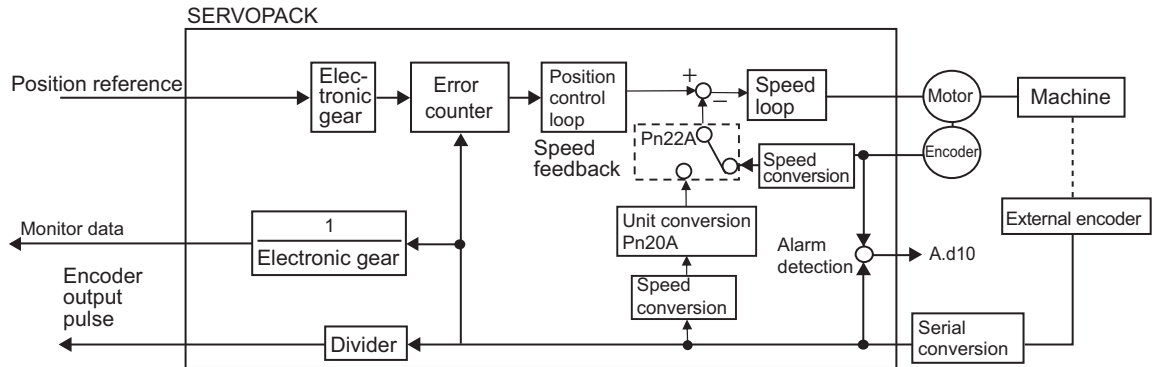 SERVOPACK
Position reference
Elec-
tronic
gear
Error
counter
Position
control
loop
+
−
Speed
loop
Motor
Machine
Speed
feedback
Pn22A
Speed
conversion
Encoder
Monitor data
1
Electronic gear
Unit conversion
Pn20A
Alarm
detection
A.d10
External encoder
Encoder
output
pulse
Speed
conversion
Divider
Serial
conversion